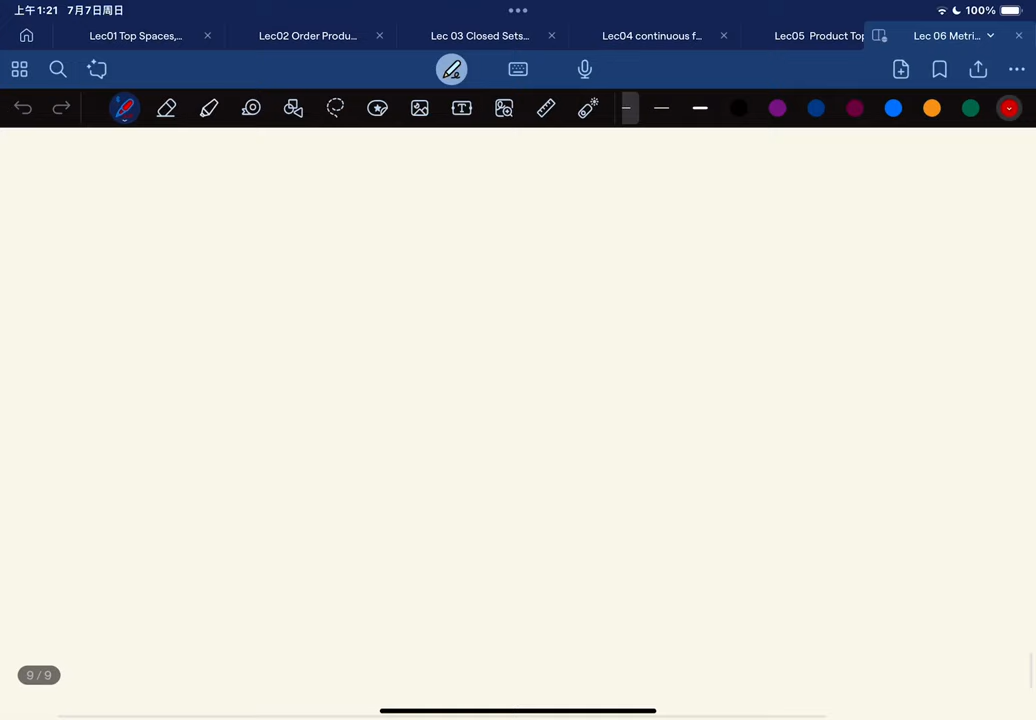 上午1:21 7月7日周日
100%
Lec01 Top Spaces,...
Lec02 Order Produ...
Lec 03 Closed Sets...
Lec04 continuous f...
Lec05 Product Top
Lec 06 Metri...
9 / 9